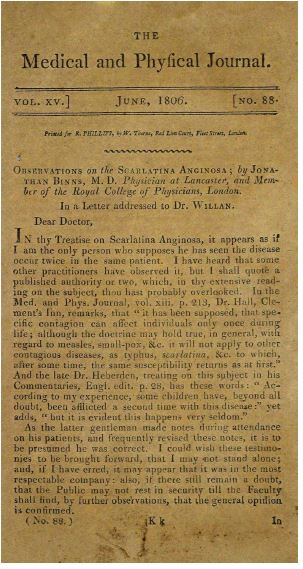 THE
Medical and Phyſical Journal.
VOL. XV.] JUNE, 1806. [NO. 88.
Printed for R. PHILLIPS, by W. Thorne, Red Lion Court, Fleet Street, London.
OBSERVATIONS on the SCARLATINA ANGINOSA; by JONA-
THAN BINNS, M. D. Physician at Lancaster, and Mem-
ber of the Royal College of Physicians, London.
In a Letter addressed to Dr. WILLAN.
Dear Doctor,
IN thy Treatise on Scarlatina Anginosa, it appears as if
I am the only person who supposes he has seen the disease
occur twice in the same patient. I have heard that some
other practitioners have observed it, but I shall quote a
published authority or two, which, in thy extensive read-
ing on the subject, thou hast probably overlooked. In the
Med. and Phys. Journal, vol. xiii. p. 213, Dr. Hall, Cle-
ment's Inn, remarks, that " it has been supposed, that spe-
cific contagion can affect individuals only once during
life; although the doctrine may hold true, in general, with
regard to measles, small-pox, &c. it will not apply to other
contagious diseases, as typhus, scarlatina, &c. to which,
after some time, the same susceptibility returns as at first."
And the late Dr. Heberden, treating on this subject in his
Commentaries, Engl. edit. p. 28, has these words: " Ac-
cording to my experience, some children have, beyond all
doubt, been afflicted a second time with this disease:" yet
adds, " but it is evident this happens very seldom."
As the latter gentleman made notes during attendance
on his patients, and frequently revised these notes, it is to
be presumed he was correct. I could wish these testimo-
nies to be brought forward, that I may not stand alone;
and, if I have erred, it may appear that it was in the most
respectable company: also, if there still remain a doubt,
that the Public may not rest in security till the Faculty
shall find, by further observations, that the general opinion
is confirmed.
( No. 88. ) K k In